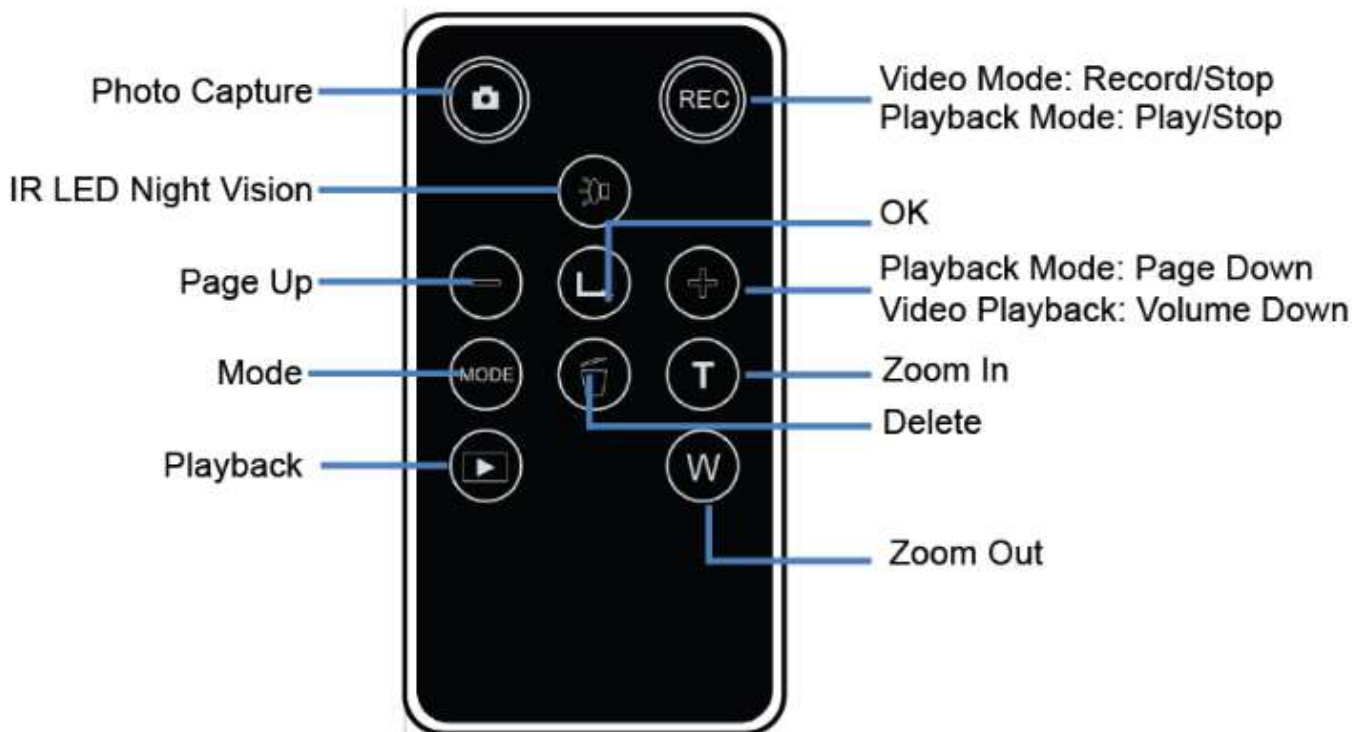 Photo Capture
REC
Video Mode: Record/Stop
Playback Mode: Play/Stop
IR LED Night Vision
OK
Page Up
Playback Mode: Page Down
Video Playback: Volume Down
Mode
MODE
T
Zoom In
Delete
Playback
W
Zoom Out